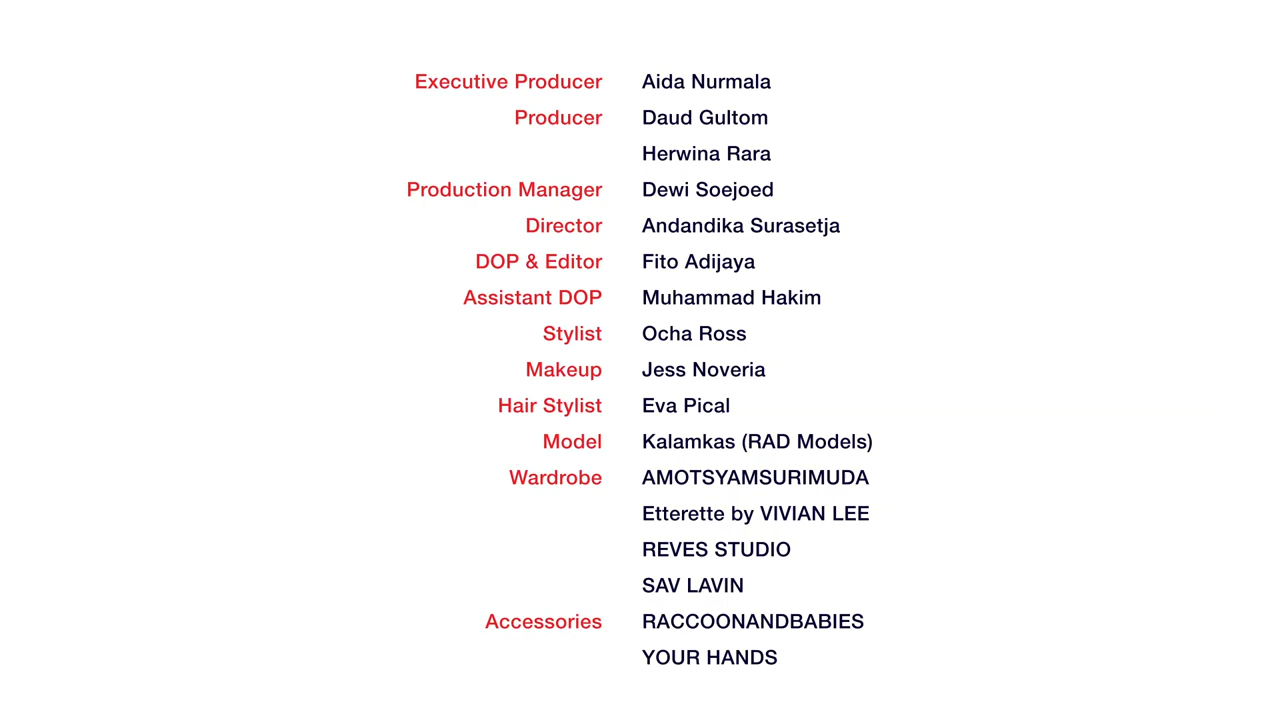 Executive Producer Aida Nurmala
Producer Daud Gultom
Herwina Rara
Production Manager Dewi Soejoed
Director Andandika Surasetja
DOP & Editor Fito Adijaya
Assistant DOP Muhammad Hakim
Stylist Ocha Ross
Makeup Jess Noveria
Hair Stylist Eva Pical
Model Kalamkas (RAD Models)
Wardrobe AMOTSYAMSURIMUDA
Etterette by VIVIAN LEE
REVES STUDIO
SAV LAVIN
Accessories RACCOONANDBABIES
YOUR HANDS